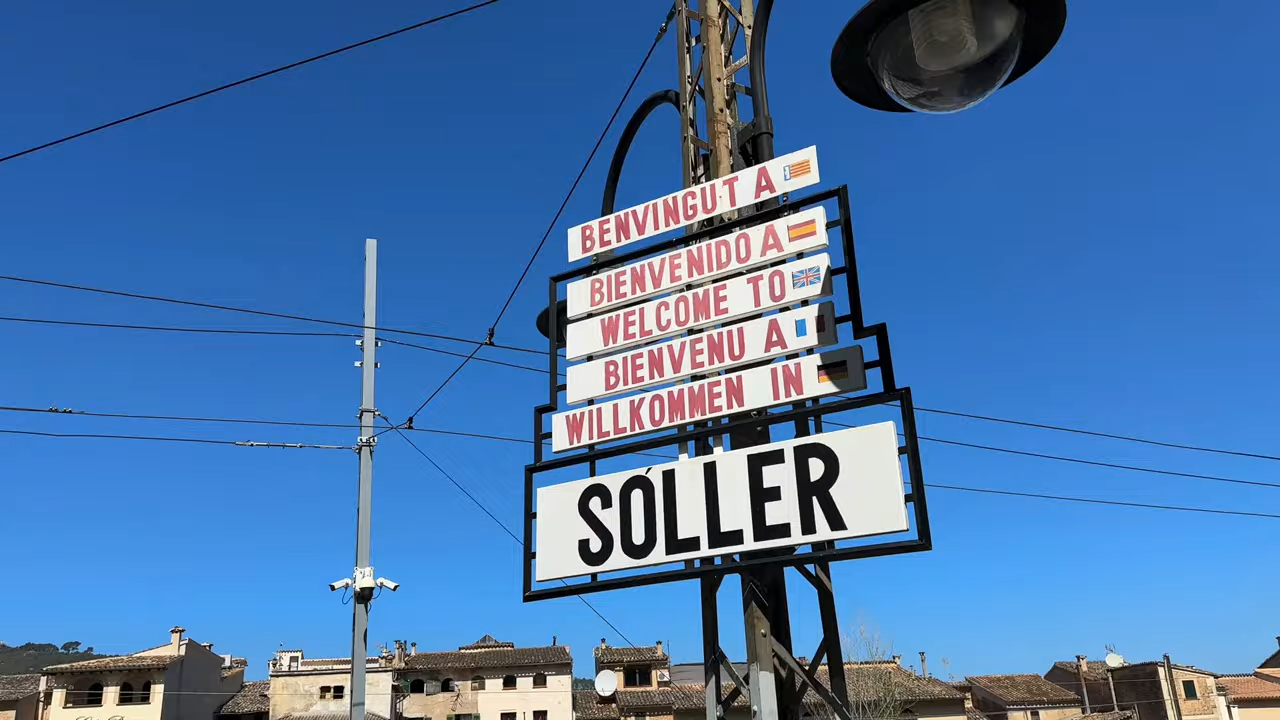 BENVINGUT A
BIENVENIDO A
WELCOME TO
BIENVENU A
WILLKOMMEN IN
SÓLLER